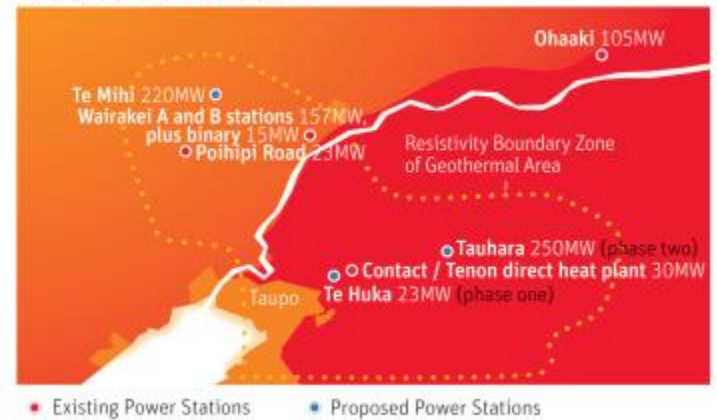 Ohaaki 105MW
Te Mihi 220MW
Wairakei A and B stations 157MW,
plus binary 15MW
Poihipi Road 23MW
Resistivity Boundary Zone
of Geothermal Area
Tauhara 250MW (phase two)
Contact / Tenon direct heat plant 30MW
Te Huka 23MW (phase one)
Taupo
Existing Power Stations
Proposed Power Stations